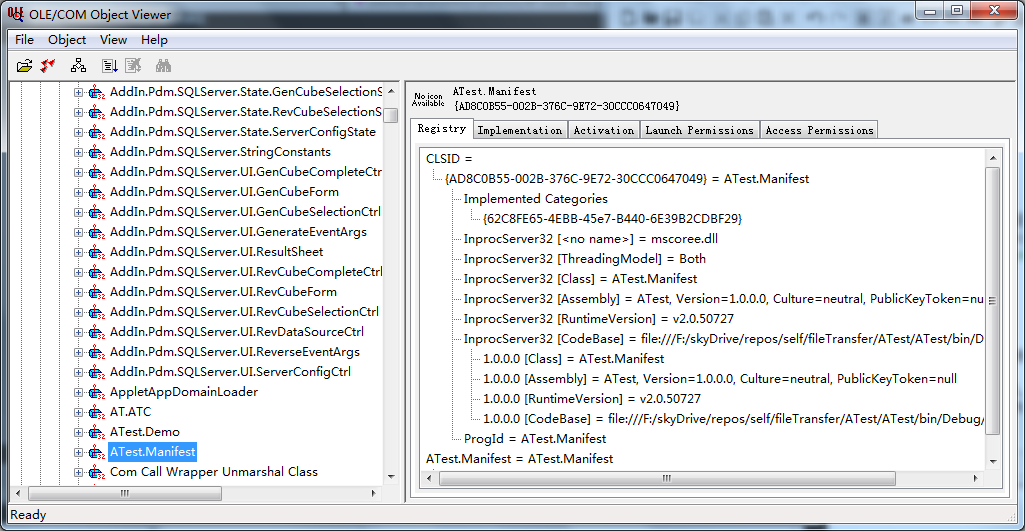 OLE/COM Object Viewer
File Object View Help
AddIn.Pdm.SQLServer.State.GenCubeSelectionS
AddIn.Pdm.SQLServer.State.RevCubeSelectionS
AddIn.Pdm.SQLServer.State.ServerConfigState
AddIn.Pdm.SQLServer.StringConstants
AddIn.Pdm.SQLServer.UI.GenCubeCompleteCtr
AddIn.Pdm.SQLServer.UI.GenCubeForm
AddIn.Pdm.SQLServer.UI.GenCubeSelectionCtrl
AddIn.Pdm.SQLServer.UI.GenerateEventArgs
AddIn.Pdm.SQLServer.UI.ResultSheet
AddIn.Pdm.SQLServer.UI.RevCubeCompleteCtrl
AddIn.Pdm.SQLServer.UI.RevCubeForm
AddIn.Pdm.SQLServer.UI.RevCubeSelectionCtrl
AddIn.Pdm.SQLServer.UI.RevDataSourceCtrl
AddIn.Pdm.SQLServer.UI.ReverseEventArgs
AddIn.Pdm.SQLServer.UI.ServerConfigCtrl
AppletAppDomainLoader
AT.ATC
ATest.Demo
ATest.Manifest
Com Call Wrapper Unmarshal Class
No icon
Available
ATest.Manifest
{AD8C0B55-002B-376C-9E72-30CCC0647049}
Registry Implementation Activation Launch Permissions Access Permissions
CLSID =
{AD8C0B55-002B-376C-9E72-30CCC0647049} = ATest.Manifest
Implemented Categories
{62C8FE65-4EBB-45e7-B440-6E39B2CDBF29}
InprocServer32 [<no name>] = mscoree.dll
InprocServer32 [ThreadingModel] = Both
InprocServer32 [Class] = ATest.Manifest
InprocServer32 [Assembly] = ATest, Version=1.0.0.0, Culture=neutral, PublicKeyToken=nu
InprocServer32 [RuntimeVersion] = v2.0.50727
InprocServer32 [CodeBase] = file:///F:/skyDrive/repos/self/fileTransfer/ATest/ATest/bin/D
1.0.0.0 [Class] = ATest.Manifest
1.0.0.0 [Assembly] = ATest, Version=1.0.0.0, Culture=neutral, PublicKeyToken=null
1.0.0.0 [RuntimeVersion] = v2.0.50727
1.0.0.0 [CodeBase] = file:///F:/skyDrive/repos/self/fileTransfer/ATest/ATest/bin/Debug/
ProgId = ATest.Manifest
ATest.Manifest = ATest.Manifest
Ready